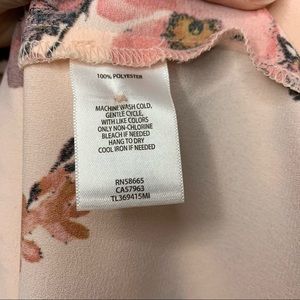 100% POLYESTER
MACHINE WASH COLD,
GENTLE CYCLE,
WITH LIKE COLORS
ONLY NON-CHLORINE
BLEACH IF NEEDED
HANG TO DRY
COOL IRON IF NEEDED
RN58665
CA57963
TL369415MI